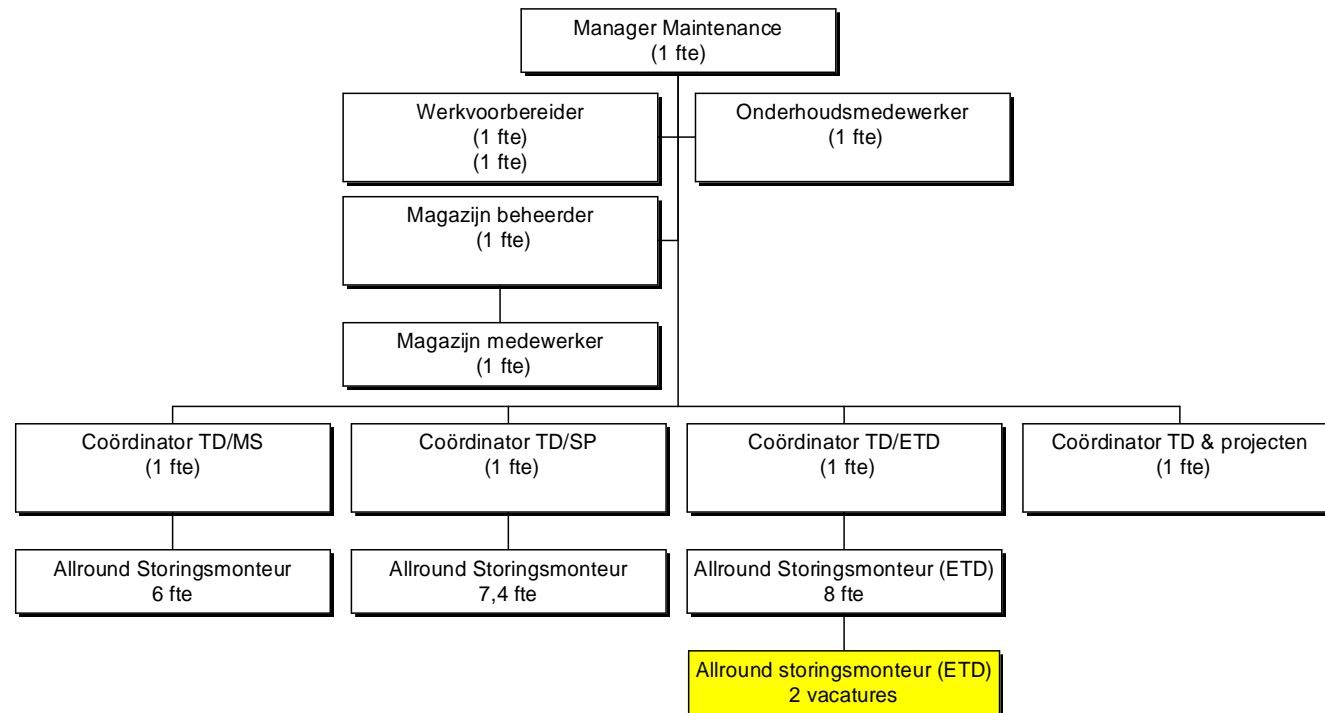 Manager Maintenance
(1 fte)
Werkvoorbereider
(1 fte)
(1 fte)
Onderhoudsmedewerker
(1 fte)
Magazijn beheerder
(1 fte)
Magazijn medewerker
(1 fte)
Coördinator TD/MS
(1 fte)
Coördinator TD/SP
(1 fte)
Coördinator TD/ETD
(1 fte)
Coördinator TD & projecten
(1 fte)
Allround Storingsmonteur
6 fte
Allround Storingsmonteur
7,4 fte
Allround Storingsmonteur (ETD)
8 fte
Allround storingsmonteur (ETD)
2 vacatures